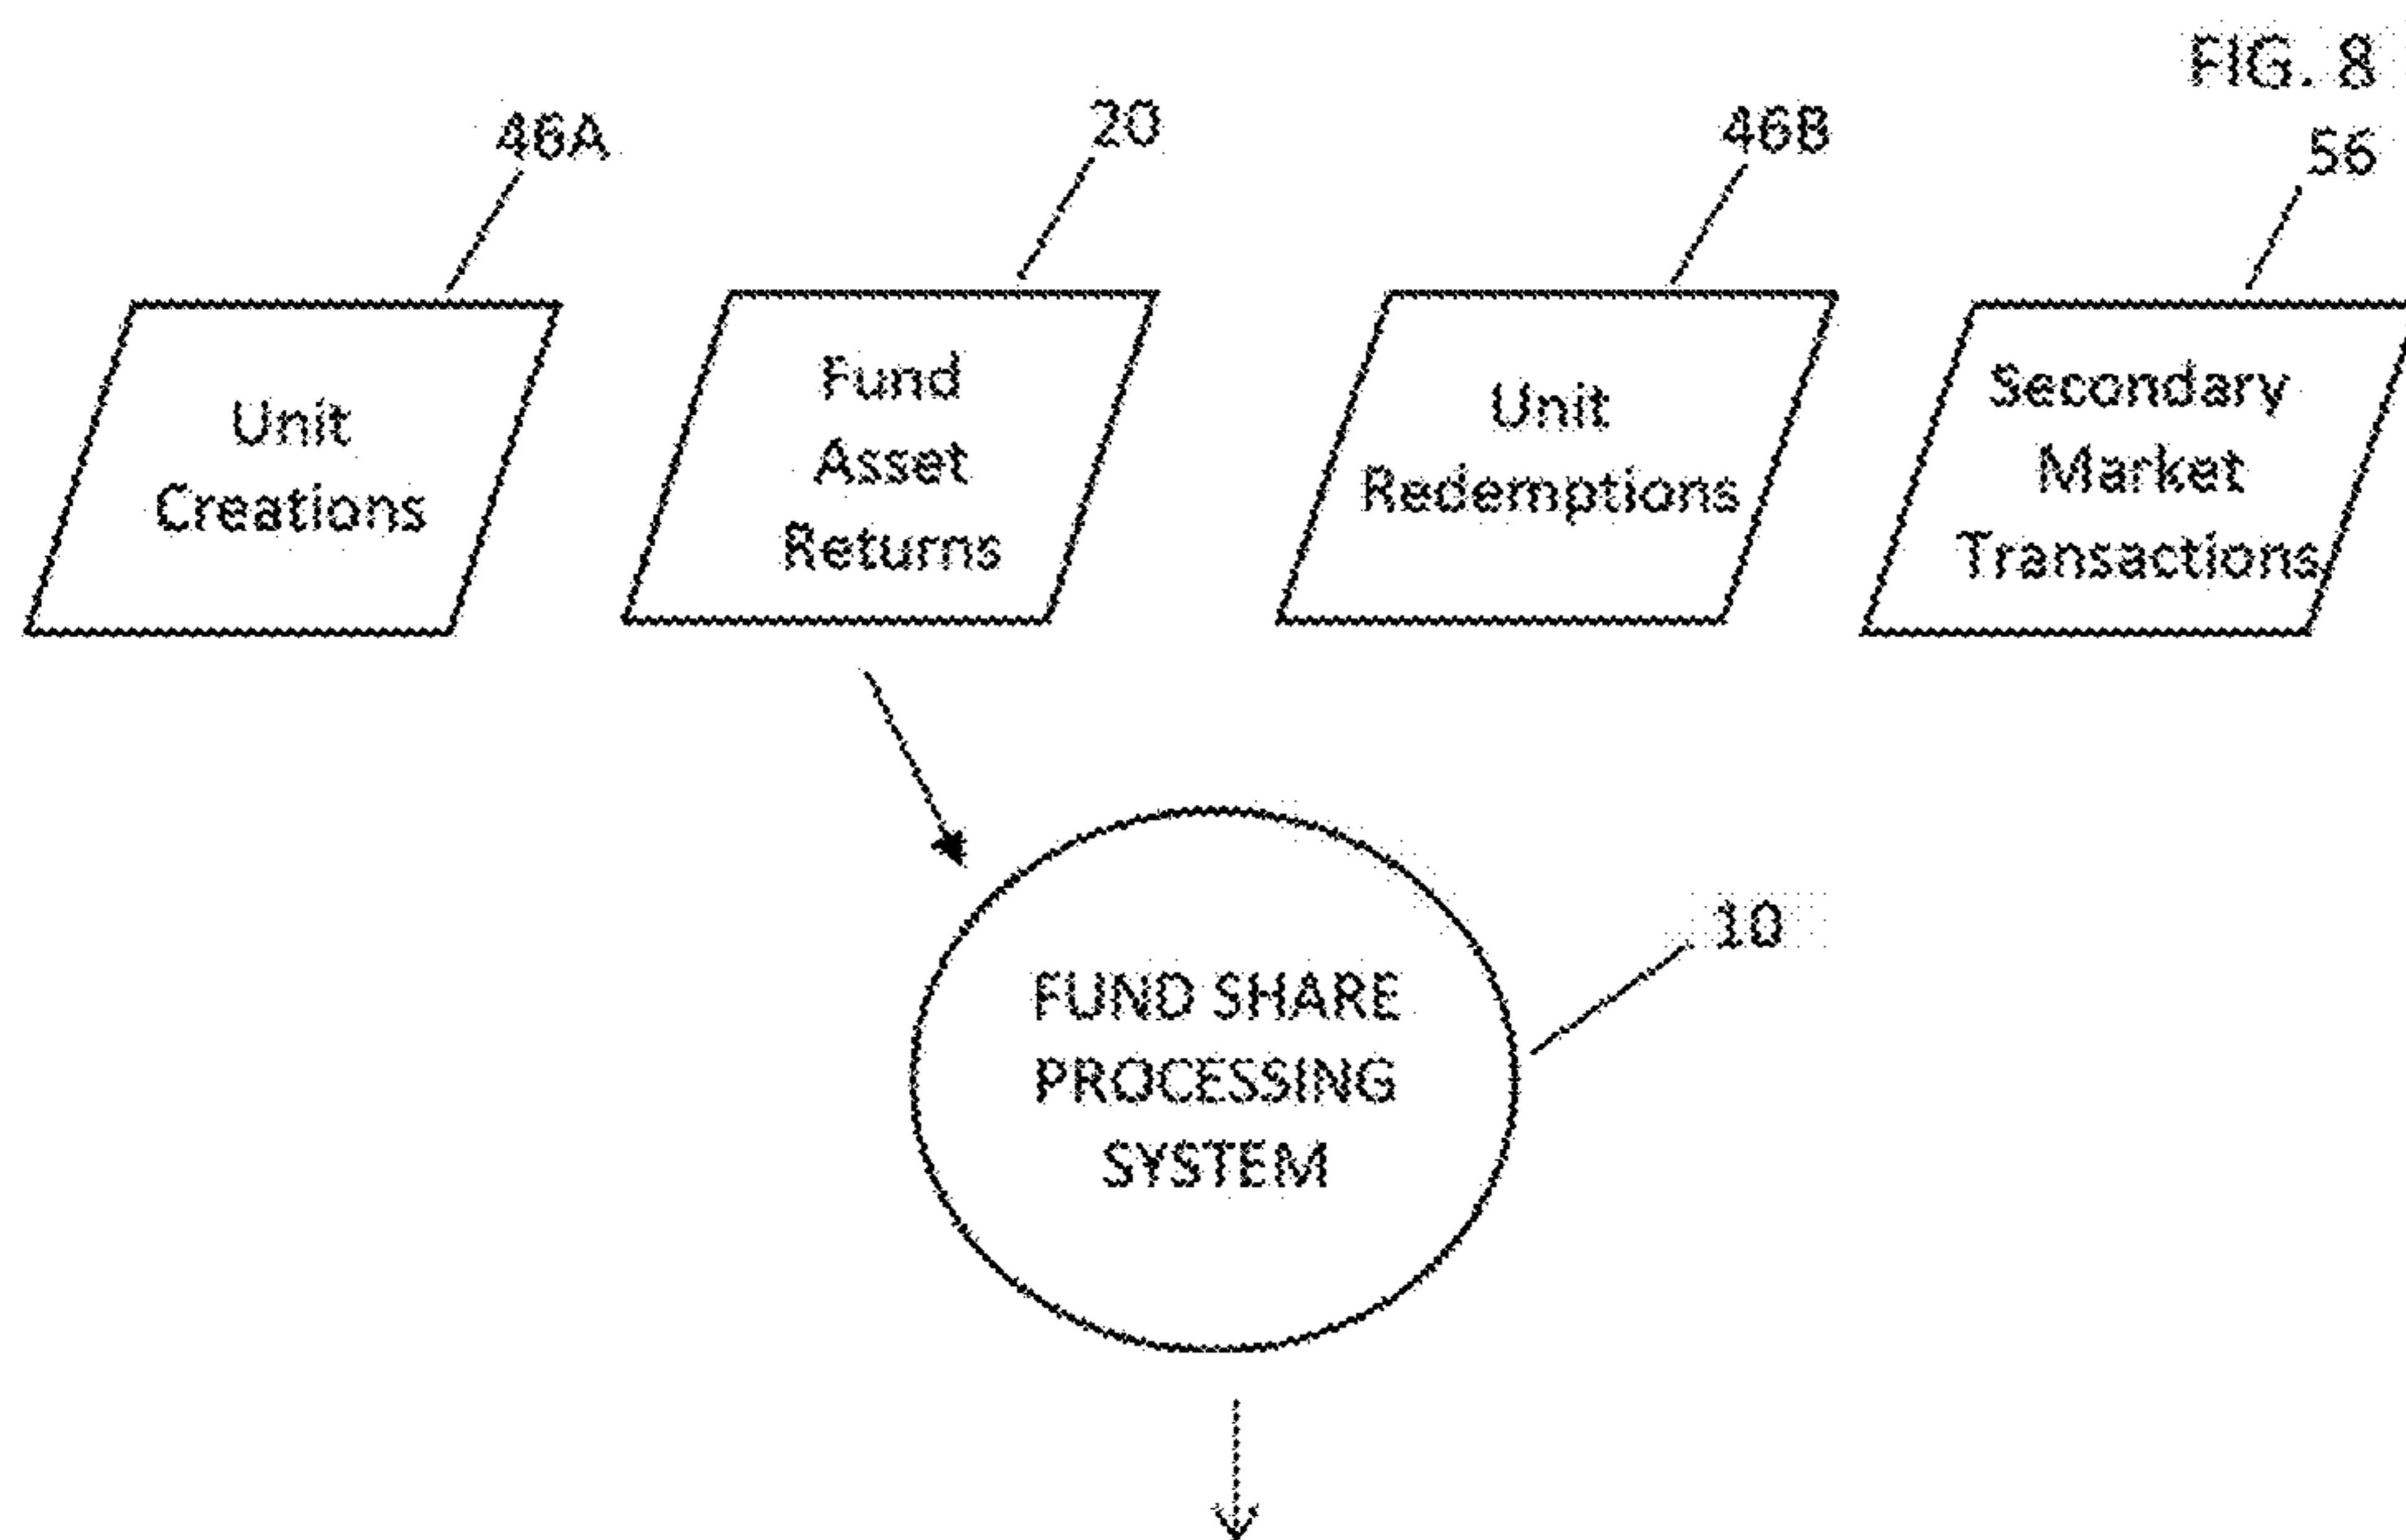 FIG. 8
46A
20
46B
56
Unit
Creations
Fund
Asset
Returns
Unit
Redemptions
Secondary
Market
Transactions
10
FUND SHARE
PROCESSING
SYSTEM